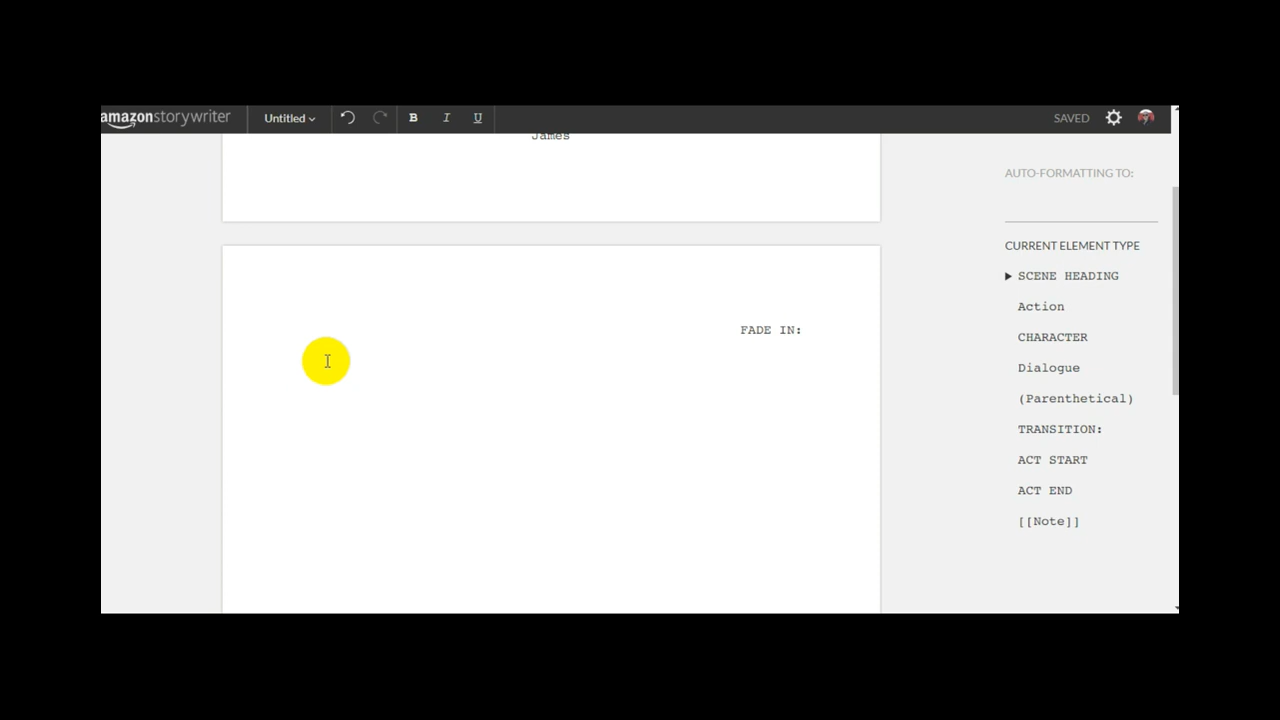 amazonstorywriter
Untitled
B
I
U
SAVED
James
AUTO-FORMATTING TO:
FADE IN:
CURRENT ELEMENT TYPE
SCENE HEADING
Action
CHARACTER
Dialogue
(Parenthetical)
TRANSITION:
ACT START
ACT END
[[Note]]